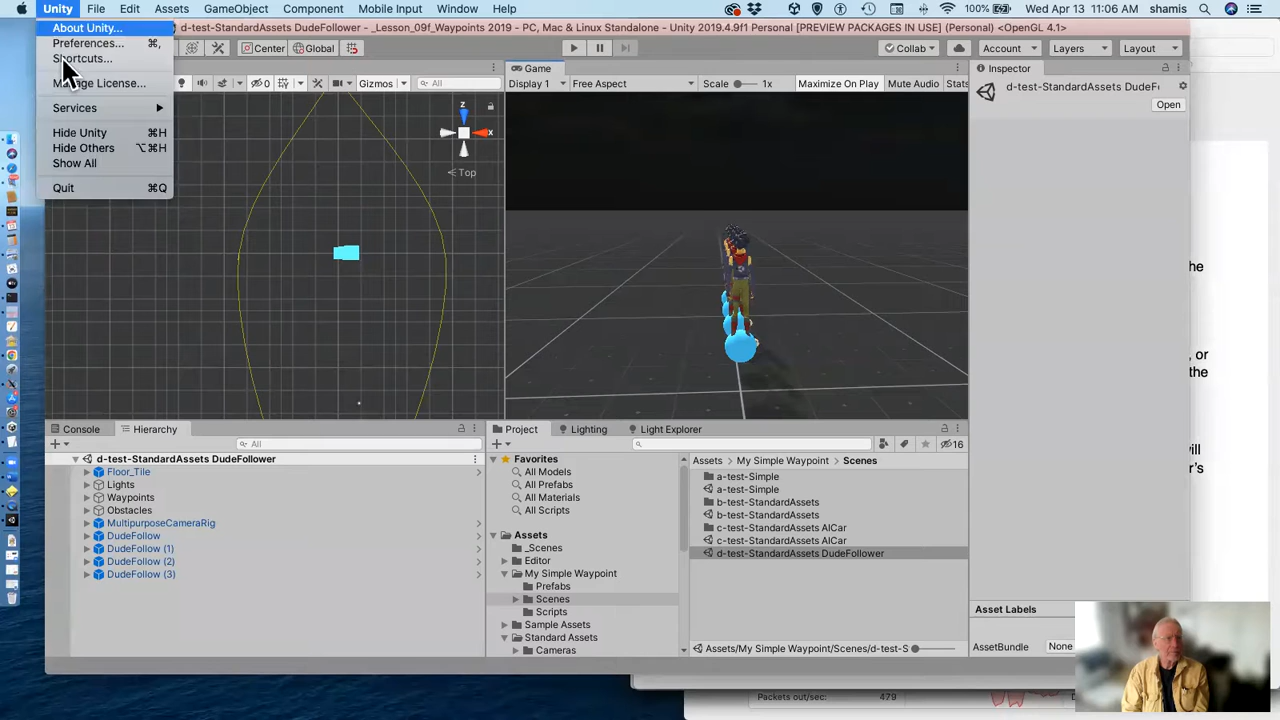 Unity File Edit Assets GameObject Component Mobile Input Window Help 100% Wed Apr 13 11:06 AM shamis
d-test-StandardAssets DudeFollower - _Lesson_09f_Waypoints 2019 - PC, Mac & Linux Standalone - Unity 2019.4.9f1 Personal [PREVIEW PACKAGES IN USE] (Personal) <OpenGL 4.1>
About Unity...
Preferences... ⌘,
Shortcuts...
Manage License...
Services
Hide Unity ⌘H
Hide Others ⌥⌘H
Show All
Quit ⌘Q
Center Global Collab Account Layers Layout
Game Inspector
0 Gizmos All Display 1 Free Aspect Scale 1x Maximize On Play Mute Audio Stats
d-test-StandardAssets DudeF
Open
z
x
< Top
the
, or
the
vill
r's
Console Hierarchy Project Lighting Light Explorer
All 16
d-test-StandardAssets DudeFollower
Floor_Tile
Lights
Waypoints
Obstacles
MultipurposeCameraRig
DudeFollow
DudeFollow (1)
DudeFollow (2)
DudeFollow (3)
Favorites
All Models
All Prefabs
All Materials
All Scripts
Assets
_Scenes
Editor
My Simple Waypoint
Prefabs
Scenes
Scripts
Sample Assets
Standard Assets
Cameras
Assets My Simple Waypoint Scenes
a-test-Simple
a-test-Simple
b-test-StandardAssets
b-test-StandardAssets
c-test-StandardAssets AICar
c-test-StandardAssets AICar
d-test-StandardAssets DudeFollower
Assets/My Simple Waypoint/Scenes/d-test-S
Asset Labels
AssetBundle None
Packets out/sec: 479